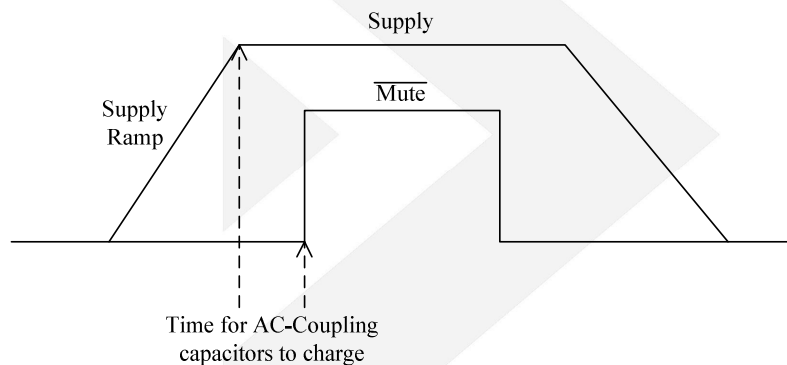 Supply
Mute
Supply
Ramp
Time for AC-Coupling
capacitors to charge